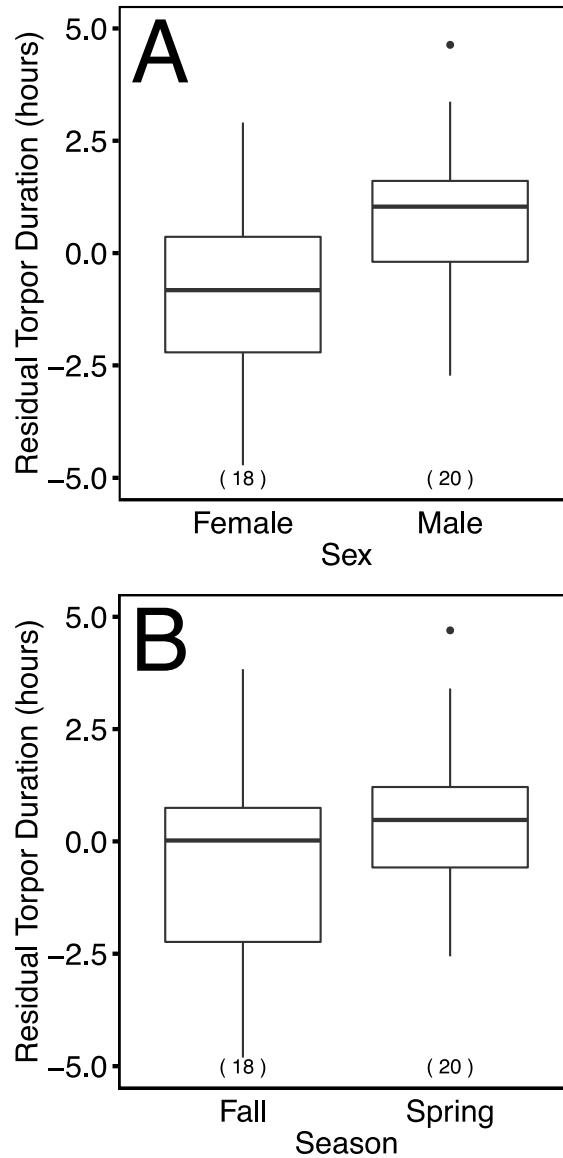 A
Residual Torpor Duration (hours)
5.0
2.5
0.0
−2.5
−5.0
( 18 ) ( 20 )
Female Male
Sex
B
Residual Torpor Duration (hours)
5.0
2.5
0.0
−2.5
−5.0
( 18 ) ( 20 )
Fall Spring
Season